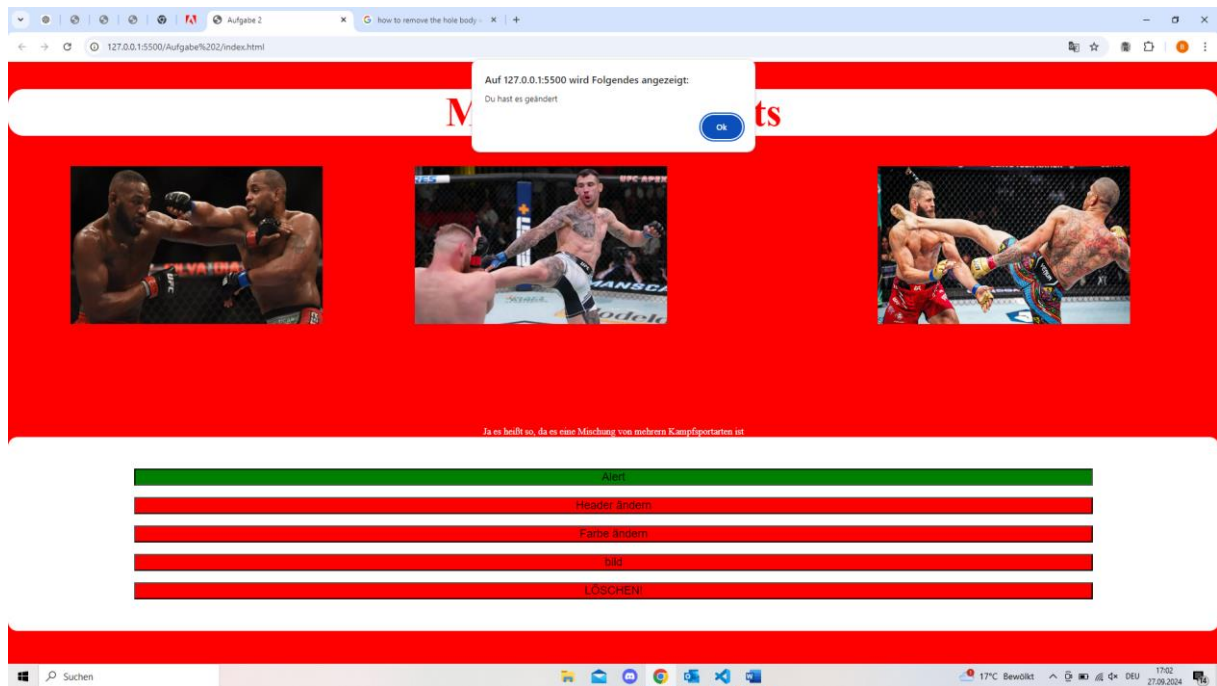 Aufgabe 2
how to remove the hole body -
127.0.0.1:5500/Aufgabe%202/index.html
Auf 127.0.0.1:5500 wird Folgendes angezeigt:
Du hast es geändert
Ok
M ts
UFC APEX
Ja es heißt so, da es eine Mischung von mehrern Kampfsportarten ist
Alert
Header ändern
Farbe ändern
bild
LÖSCHEN!
Suchen
17°C Bewölkt
DEU
17:02
27.09.2024